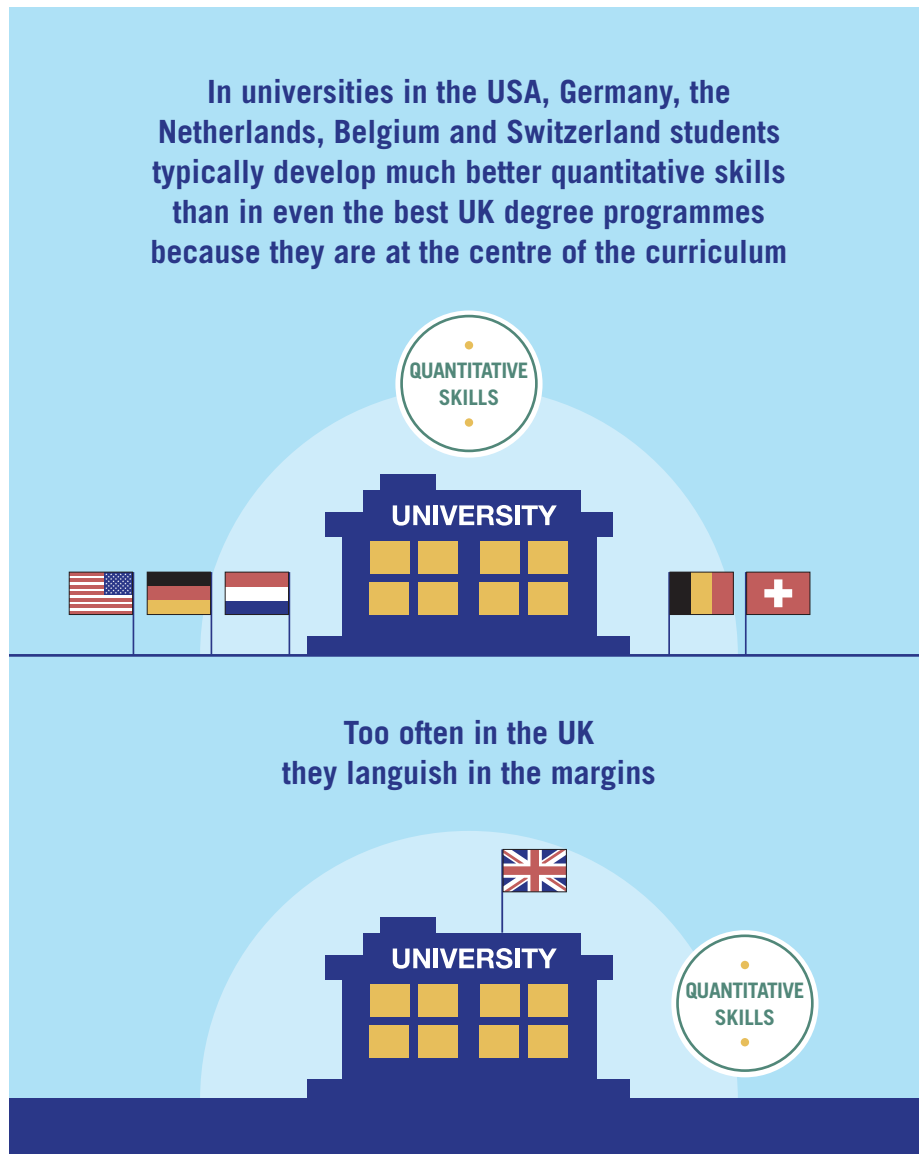 In universities in the USA, Germany, the
Netherlands, Belgium and Switzerland students
typically develop much better quantitative skills
than in even the best UK degree programmes
because they are at the centre of the curriculum
QUANTITATIVE
SKILLS
UNIVERSITY
Too often in the UK
they languish in the margins
UNIVERSITY
QUANTITATIVE
SKILLS